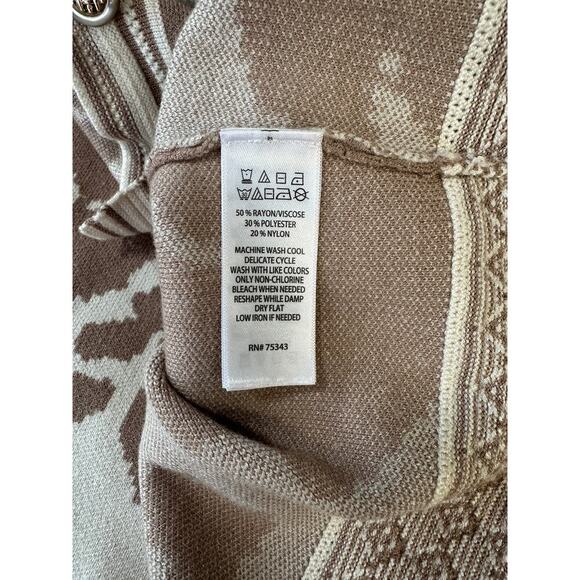 50 % RAYON/VISCOSE
30 % POLYESTER
20 % NYLON
MACHINE WASH COOL
DELICATE CYCLE
WASH WITH LIKE COLORS
ONLY NON-CHLORINE
BLEACH WHEN NEEDED
RESHAPE WHILE DAMP
DRY FLAT
LOW IRON IF NEEDED
RN# 75343